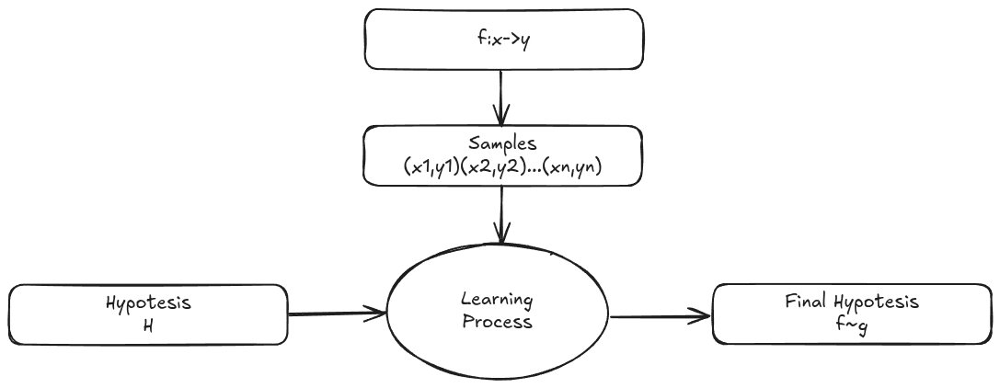 f:x->y
Samples
(x1,y1)(x2,y2)...(xn,yn)
Learning
Process
Hypotesis
H
Final Hypotesis
f~g